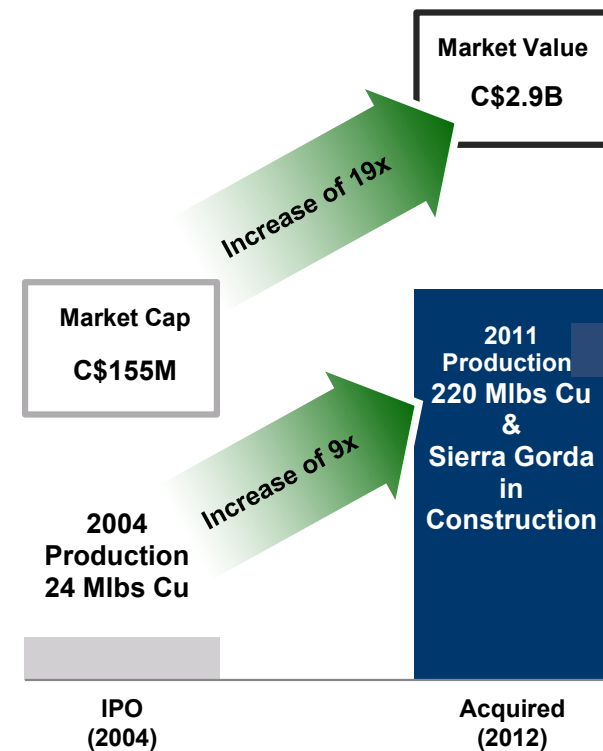 Market Value
C$2.9B
Increase of 19x
Market Cap
C$155M
2011
Production
220 Mlbs Cu
&
Sierra Gorda
in
Construction
Increase of 9x
2004
Production
24 Mlbs Cu
IPO
(2004)
Acquired
(2012)